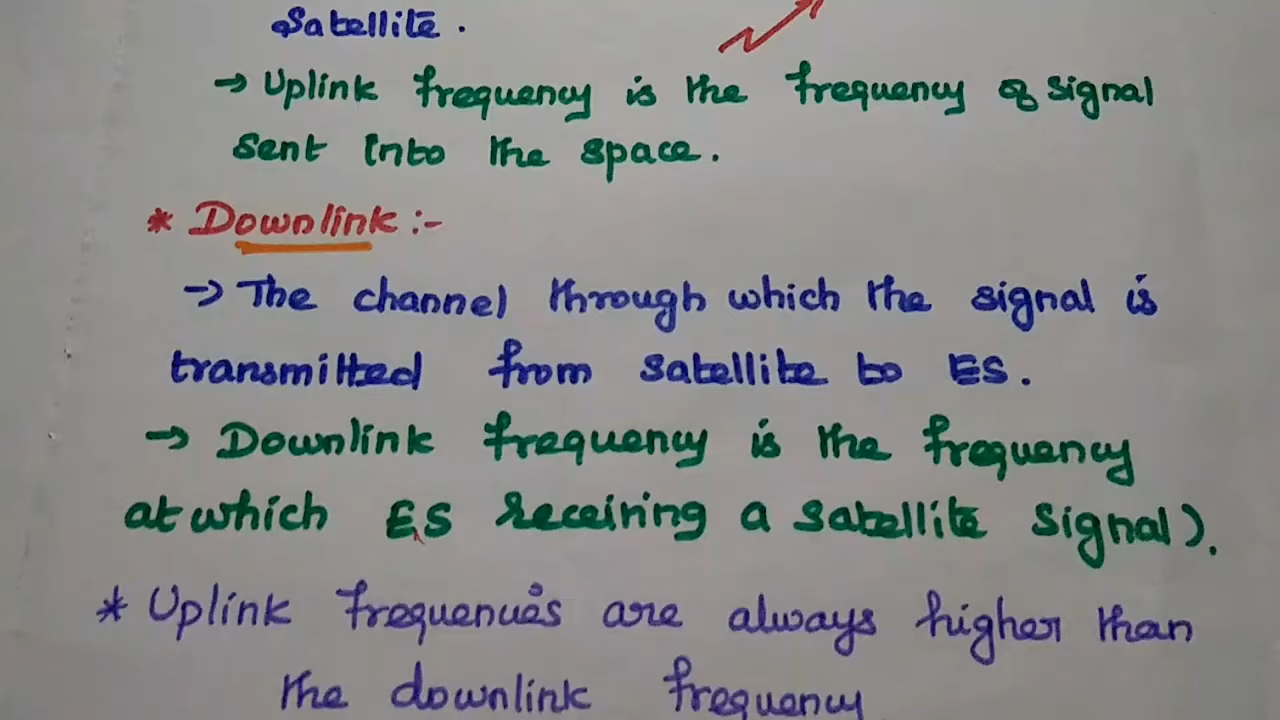 Satellite.
→ Uplink frequency is the frequency of signal
sent into the space.
* Downlink :-
→ The channel through which the signal is
transmitted from satellite to ES.
→ Downlink frequency is the frequency
at which ES receiving a satellite signal).
* Uplink frequencies are always higher than
the downlink frequency